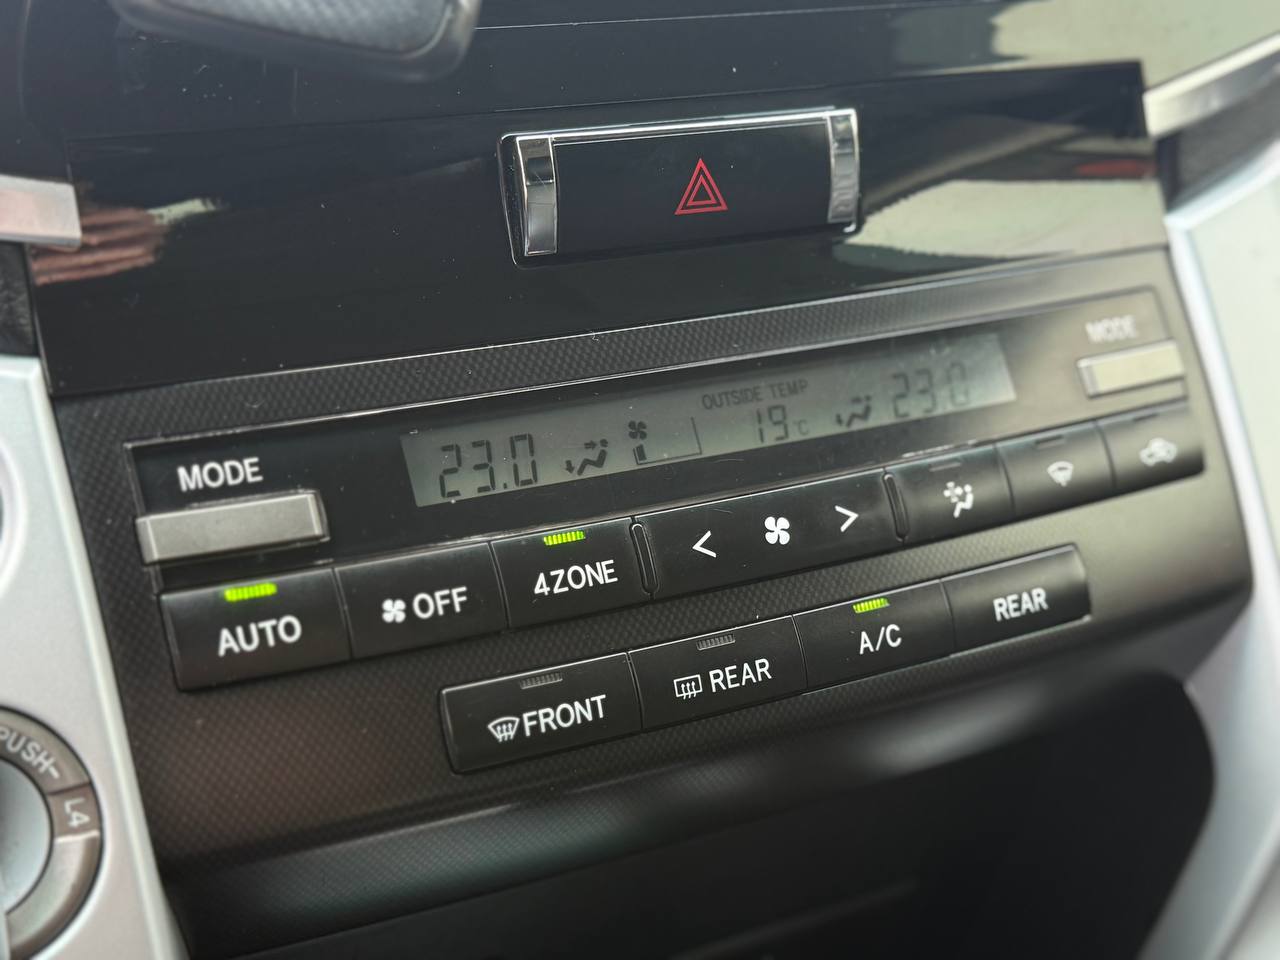 MODE
OUTSIDE TEMP
23.0
19°C
23.0
MODE
AUTO
OFF
4ZONE
< >
FRONT
REAR
A/C
REAR
PUSH
L4